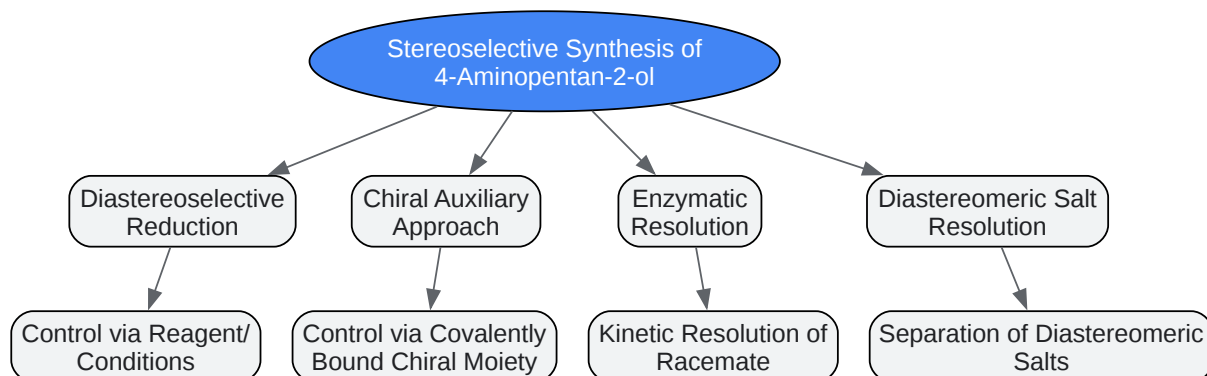 Stereoselective Synthesis of
4-Aminopentan-2-ol
Diastereoselective
Reduction
Chiral Auxiliary
Approach
Enzymatic
Resolution
Diastereomeric Salt
Resolution
Control via Reagent/
Conditions
Control via Covalently
Bound Chiral Moiety
Kinetic Resolution of
Racemate
Separation of Diastereomeric
Salts